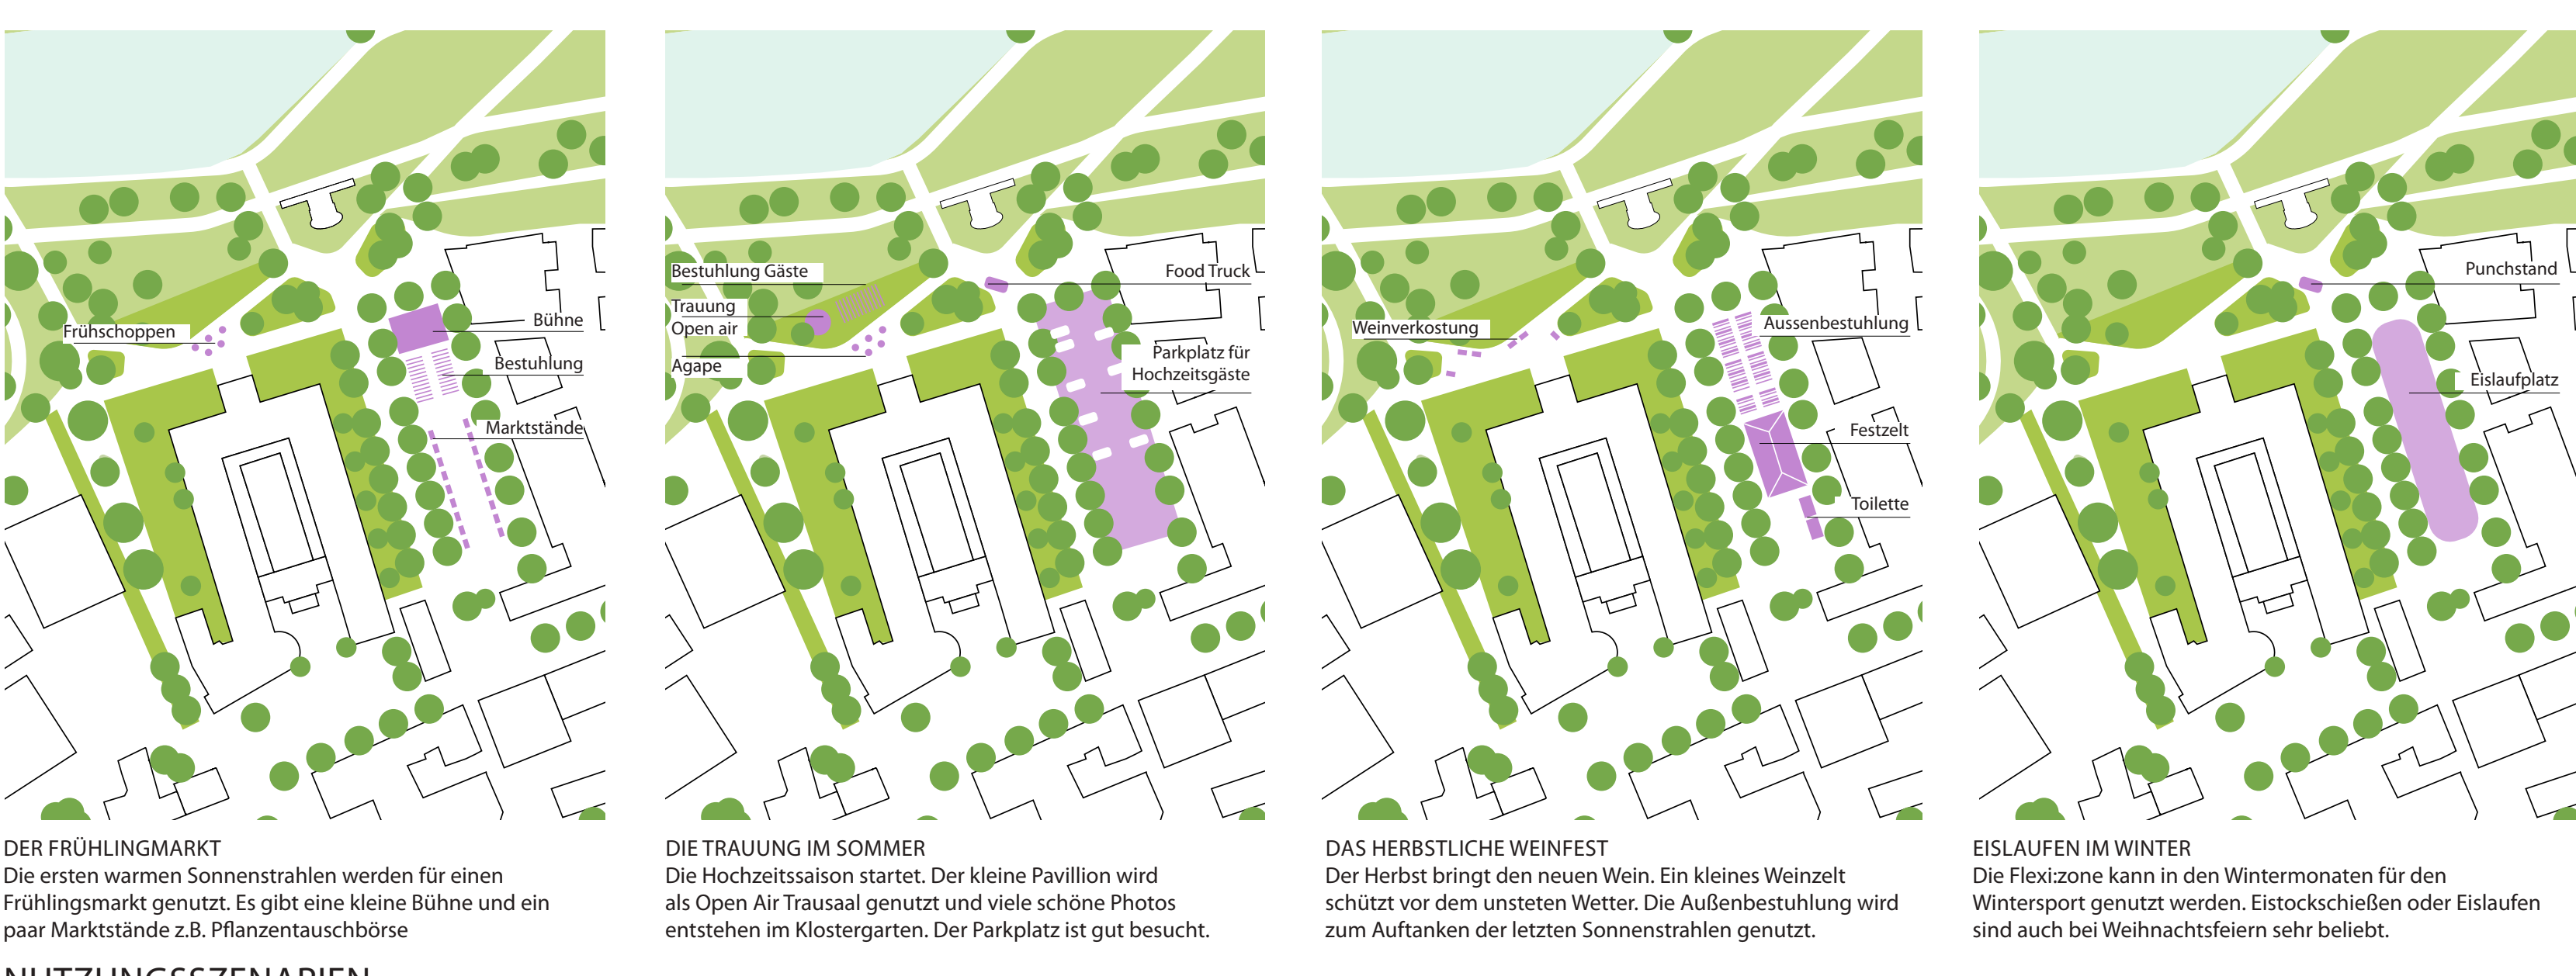 Frühschoppen
Bühne
Bestuhlung
Marktstände
DER FRÜHLINGMARKT
Die ersten warmen Sonnenstrahlen werden für einen
Frühlingsmarkt genutzt. Es gibt eine kleine Bühne und ein
paar Marktstände z.B. Pflanzentauschbörse
Bestuhlung Gäste
Trauung
Open air
Agape
Food Truck
Parkplatz für
Hochzeitsgäste
DIE TRAUUNG IM SOMMER
Die Hochzeitssaison startet. Der kleine Pavillion wird
als Open Air Trausaal genutzt und viele schöne Photos
entstehen im Klostergarten. Der Parkplatz ist gut besucht.
Weinverkostung
Aussenbestuhlung
Festzelt
Toilette
DAS HERBSTLICHE WEINFEST
Der Herbst bringt den neuen Wein. Ein kleines Weinzelt
schützt vor dem unsteten Wetter. Die Außenbestuhlung wird
zum Auftanken der letzten Sonnenstrahlen genutzt.
Punchstand
Eislaufplatz
EISLAUFEN IM WINTER
Die Flexi:zone kann in den Wintermonaten für den
Wintersport genutzt werden. Eistockschießen oder Eislaufen
sind auch bei Weihnachtsfeiern sehr beliebt.
NUTZUNGSSZENARIEN